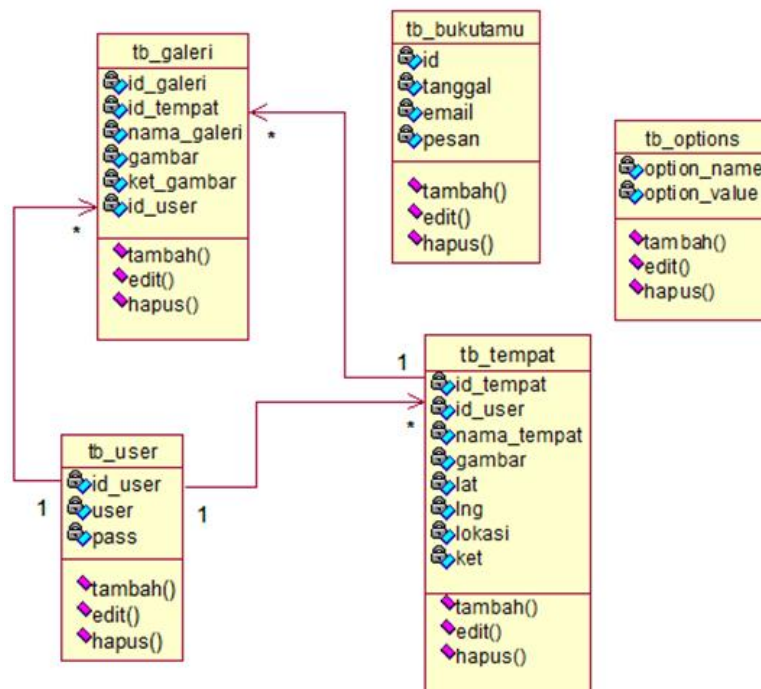 tb_galeri
id_galeri
id_tempat
nama_galeri
gambar
ket_gambar
id_user
tambah()
edit()
hapus()
*
*
tb_bukutamu
id
tanggal
email
pesan
tambah()
edit()
hapus()
tb_options
option_name
option_value
tambah()
edit()
hapus()
tb_user
id_user
user
pass
tambah()
edit()
hapus()
1
1
tb_tempat
id_tempat
id_user
nama_tempat
gambar
lat
lng
lokasi
ket
tambah()
edit()
hapus()
1
*